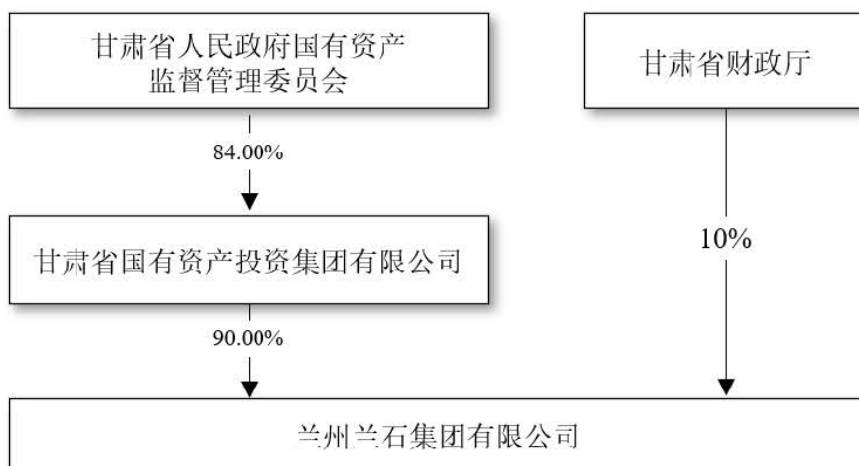 甘肃省人民政府国有资产
监督管理委员会
甘肃省财政厅
84.00%
甘肃省国有资产投资集团有限公司
10%
90.00%
兰州兰石集团有限公司